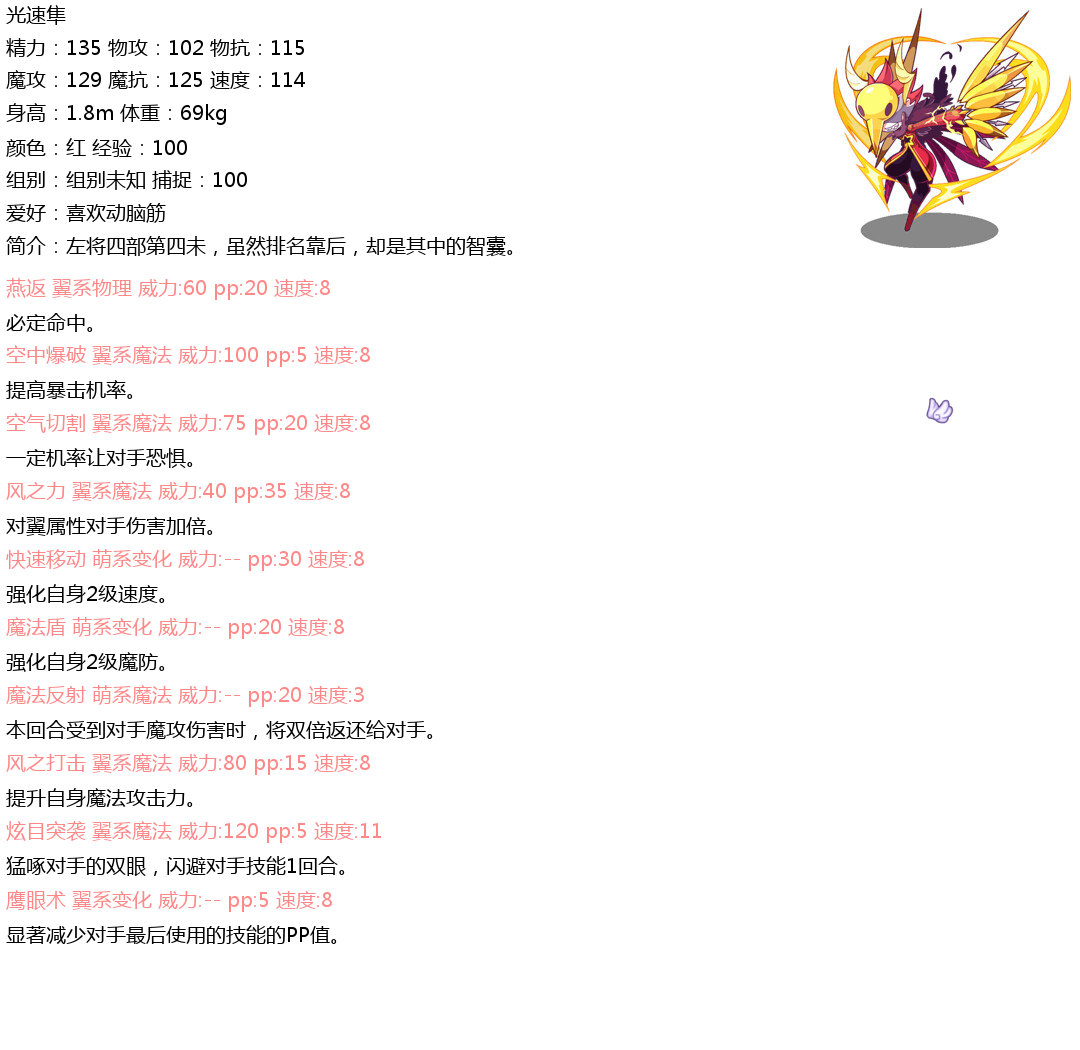 光速隼
精力：135 物攻：102 物抗：115
魔攻：129 魔抗：125 速度：114
身高：1.8m 体重：69kg
颜色：红 经验：100
组别：组别未知 捕捉：100
爱好：喜欢动脑筋
简介：左将四部第四未，虽然排名靠后，却是其中的智囊。
燕返 翼系物理 威力:60 pp:20 速度:8
必定命中。
空中爆破 翼系魔法 威力:100 pp:5 速度:8
提高暴击机率。
空气切割 翼系魔法 威力:75 pp:20 速度:8
一定机率让对手恐惧。
风之力 翼系魔法 威力:40 pp:35 速度:8
对翼属性对手伤害加倍。
快速移动 萌系变化 威力:-- pp:30 速度:8
强化自身2级速度。
魔法盾 萌系变化 威力:-- pp:20 速度:8
强化自身2级魔防。
魔法反射 萌系魔法 威力:-- pp:20 速度:3
本回合受到对手魔攻伤害时，将双倍返还给对手。
风之打击 翼系魔法 威力:80 pp:15 速度:8
提升自身魔法攻击力。
炫目突袭 翼系魔法 威力:120 pp:5 速度:11
猛啄对手的双眼，闪避对手技能1回合。
鹰眼术 翼系变化 威力:-- pp:5 速度:8
显著减少对手最后使用的技能的PP值。